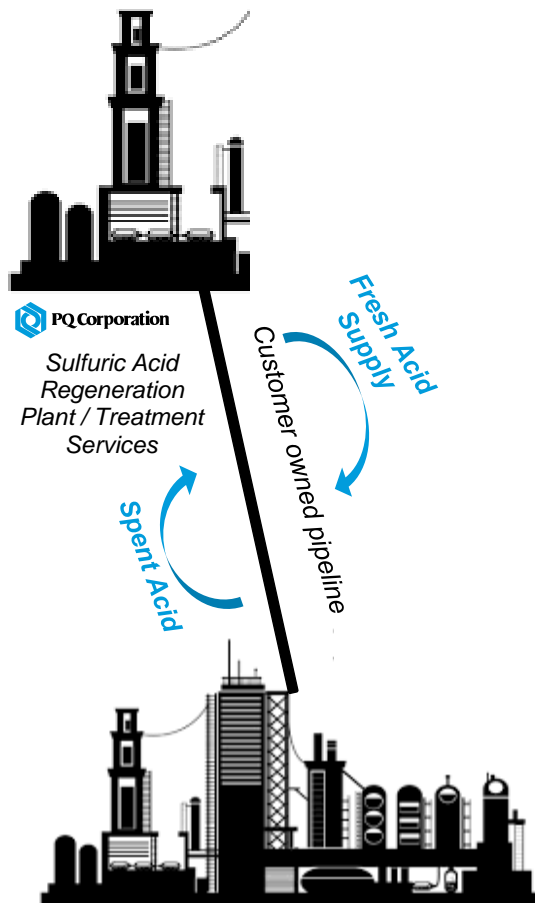 PQ Corporation
Sulfuric Acid
Regeneration
Plant / Treatment
Services
Fresh Acid
Supply
Customer owned pipeline
Spent Acid